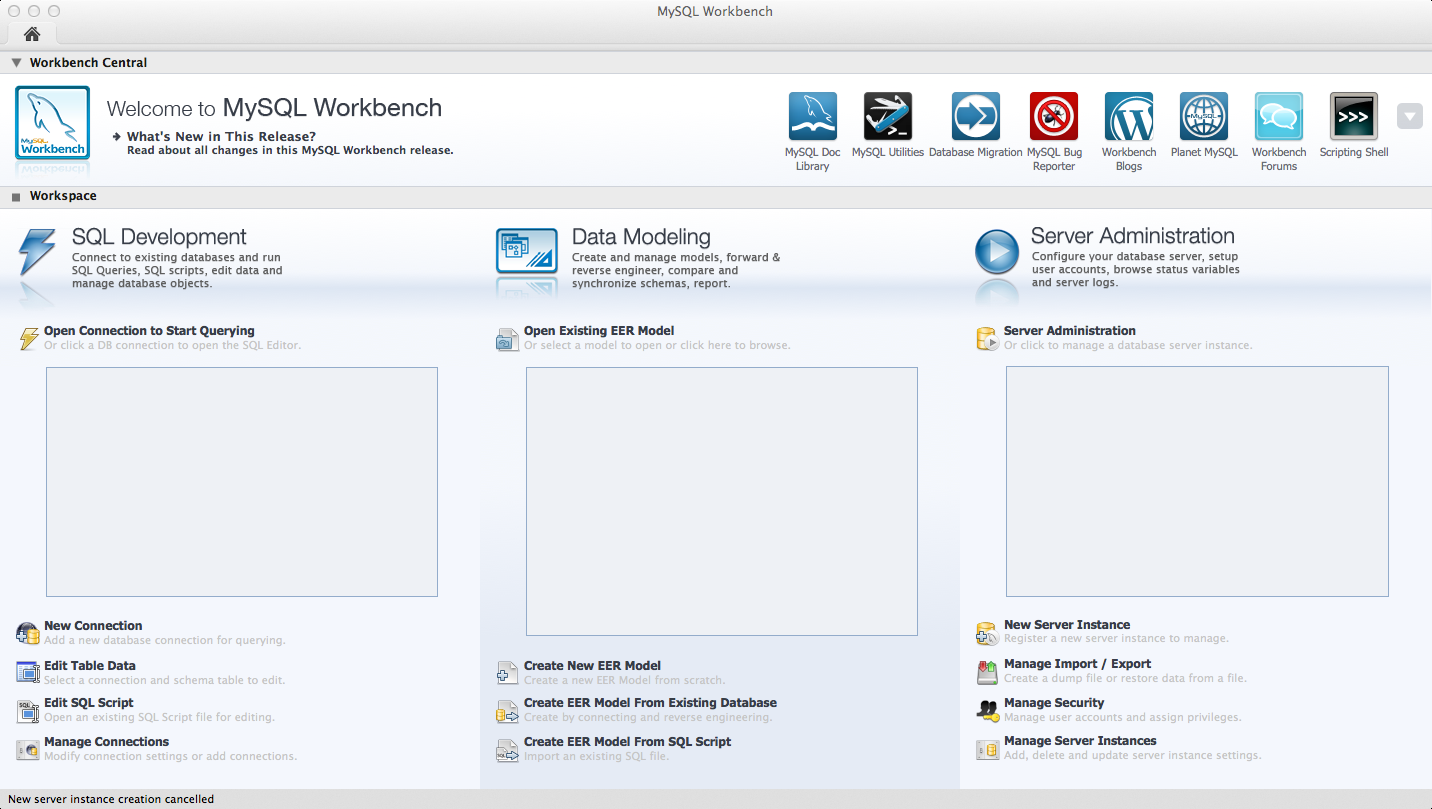 MySQL Workbench
Workbench Central
MySQL
Workbench
Welcome to MySQL Workbench
What's New in This Release?
Read about all changes in this MySQL Workbench release.
MySQL Doc
Library
MySQL Utilities
Database Migration
MySQL Bug
Reporter
Workbench
Blogs
MySQL
Planet MySQL
Workbench
Forums
>>>
Scripting Shell
Workspace
SQL Development
Connect to existing databases and run
SQL Queries, SQL scripts, edit data and
manage database objects.
Open Connection to Start Querying
Or click a DB connection to open the SQL Editor.
New Connection
Add a new database connection for querying.
Edit Table Data
Select a connection and schema table to edit.
SQL
Edit SQL Script
Open an existing SQL Script file for editing.
Manage Connections
Modify connection settings or add connections.
Data Modeling
Create and manage models, forward &
reverse engineer, compare and
synchronize schemas, report.
Open Existing EER Model
Or select a model to open or click here to browse.
Create New EER Model
Create a new EER Model from scratch.
Create EER Model From Existing Database
Create by connecting and reverse engineering.
SQL
Create EER Model From SQL Script
Import an existing SQL file.
Server Administration
Configure your database server, setup
user accounts, browse status variables
and server logs.
Server Administration
Or click to manage a database server instance.
New Server Instance
Register a new server instance to manage.
Manage Import / Export
Create a dump file or restore data from a file.
Manage Security
Manage user accounts and assign privileges.
Manage Server Instances
Add, delete and update server instance settings.
New server instance creation cancelled